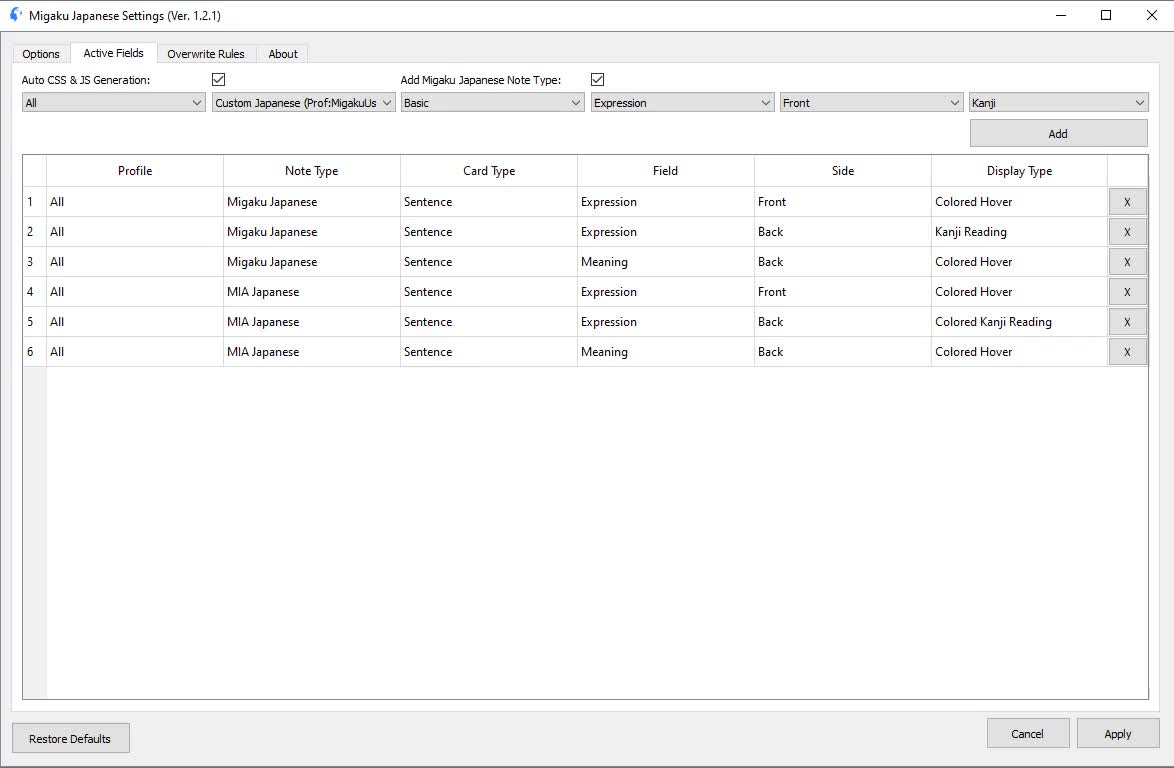 Migaku Japanese Settings (Ver. 1.2.1)
Options Active Fields Overwrite Rules About
Auto CSS & JS Generation: Add Migaku Japanese Note Type:
All Custom Japanese (Prof:MigakuUs Basic Expression Front Kanji
Add
Profile Note Type Card Type Field Side Display Type
1 All Migaku Japanese Sentence Expression Front Colored Hover X
2 All Migaku Japanese Sentence Expression Back Kanji Reading X
3 All Migaku Japanese Sentence Meaning Back Colored Hover X
4 All MIA Japanese Sentence Expression Front Colored Hover X
5 All MIA Japanese Sentence Expression Back Colored Kanji Reading X
6 All MIA Japanese Sentence Meaning Back Colored Hover X
Restore Defaults Cancel Apply